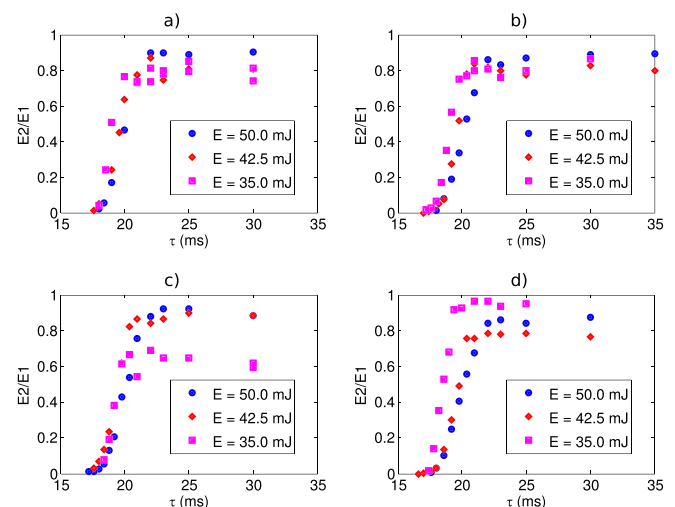 a)
1
0.8
0.6
0.4
0.2
0
E2/E1
E = 50.0 mJ
E = 42.5 mJ
E = 35.0 mJ
15 20 25 30 35
τ (ms)
b)
1
0.8
0.6
0.4
0.2
0
E2/E1
E = 50.0 mJ
E = 42.5 mJ
E = 35.0 mJ
15 20 25 30 35
τ (ms)
c)
1
0.8
0.6
0.4
0.2
0
E2/E1
E = 50.0 mJ
E = 42.5 mJ
E = 35.0 mJ
15 20 25 30 35
τ (ms)
d)
1
0.8
0.6
0.4
0.2
0
E2/E1
E = 50.0 mJ
E = 42.5 mJ
E = 35.0 mJ
15 20 25 30 35
τ (ms)